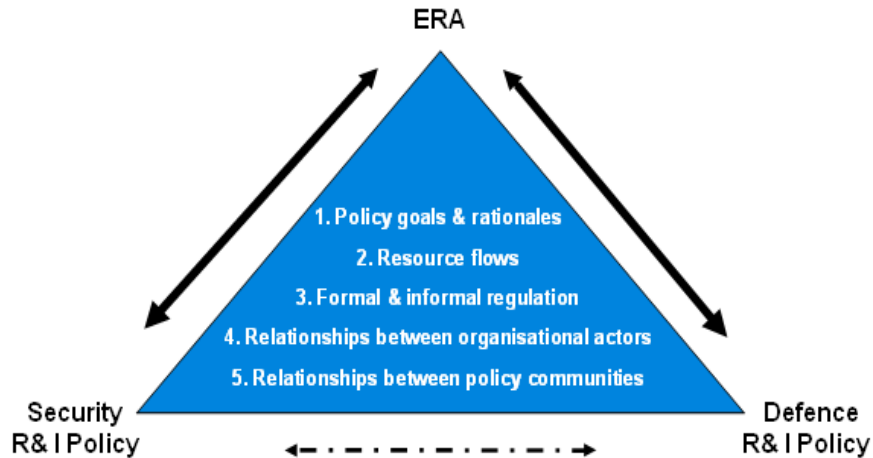 ERA
1. Policy goals & rationales
2. Resource flows
3. Formal & informal regulation
4. Relationships between organisational actors
5. Relationships between policy communities
Security
R& I Policy
Defence
R& I Policy